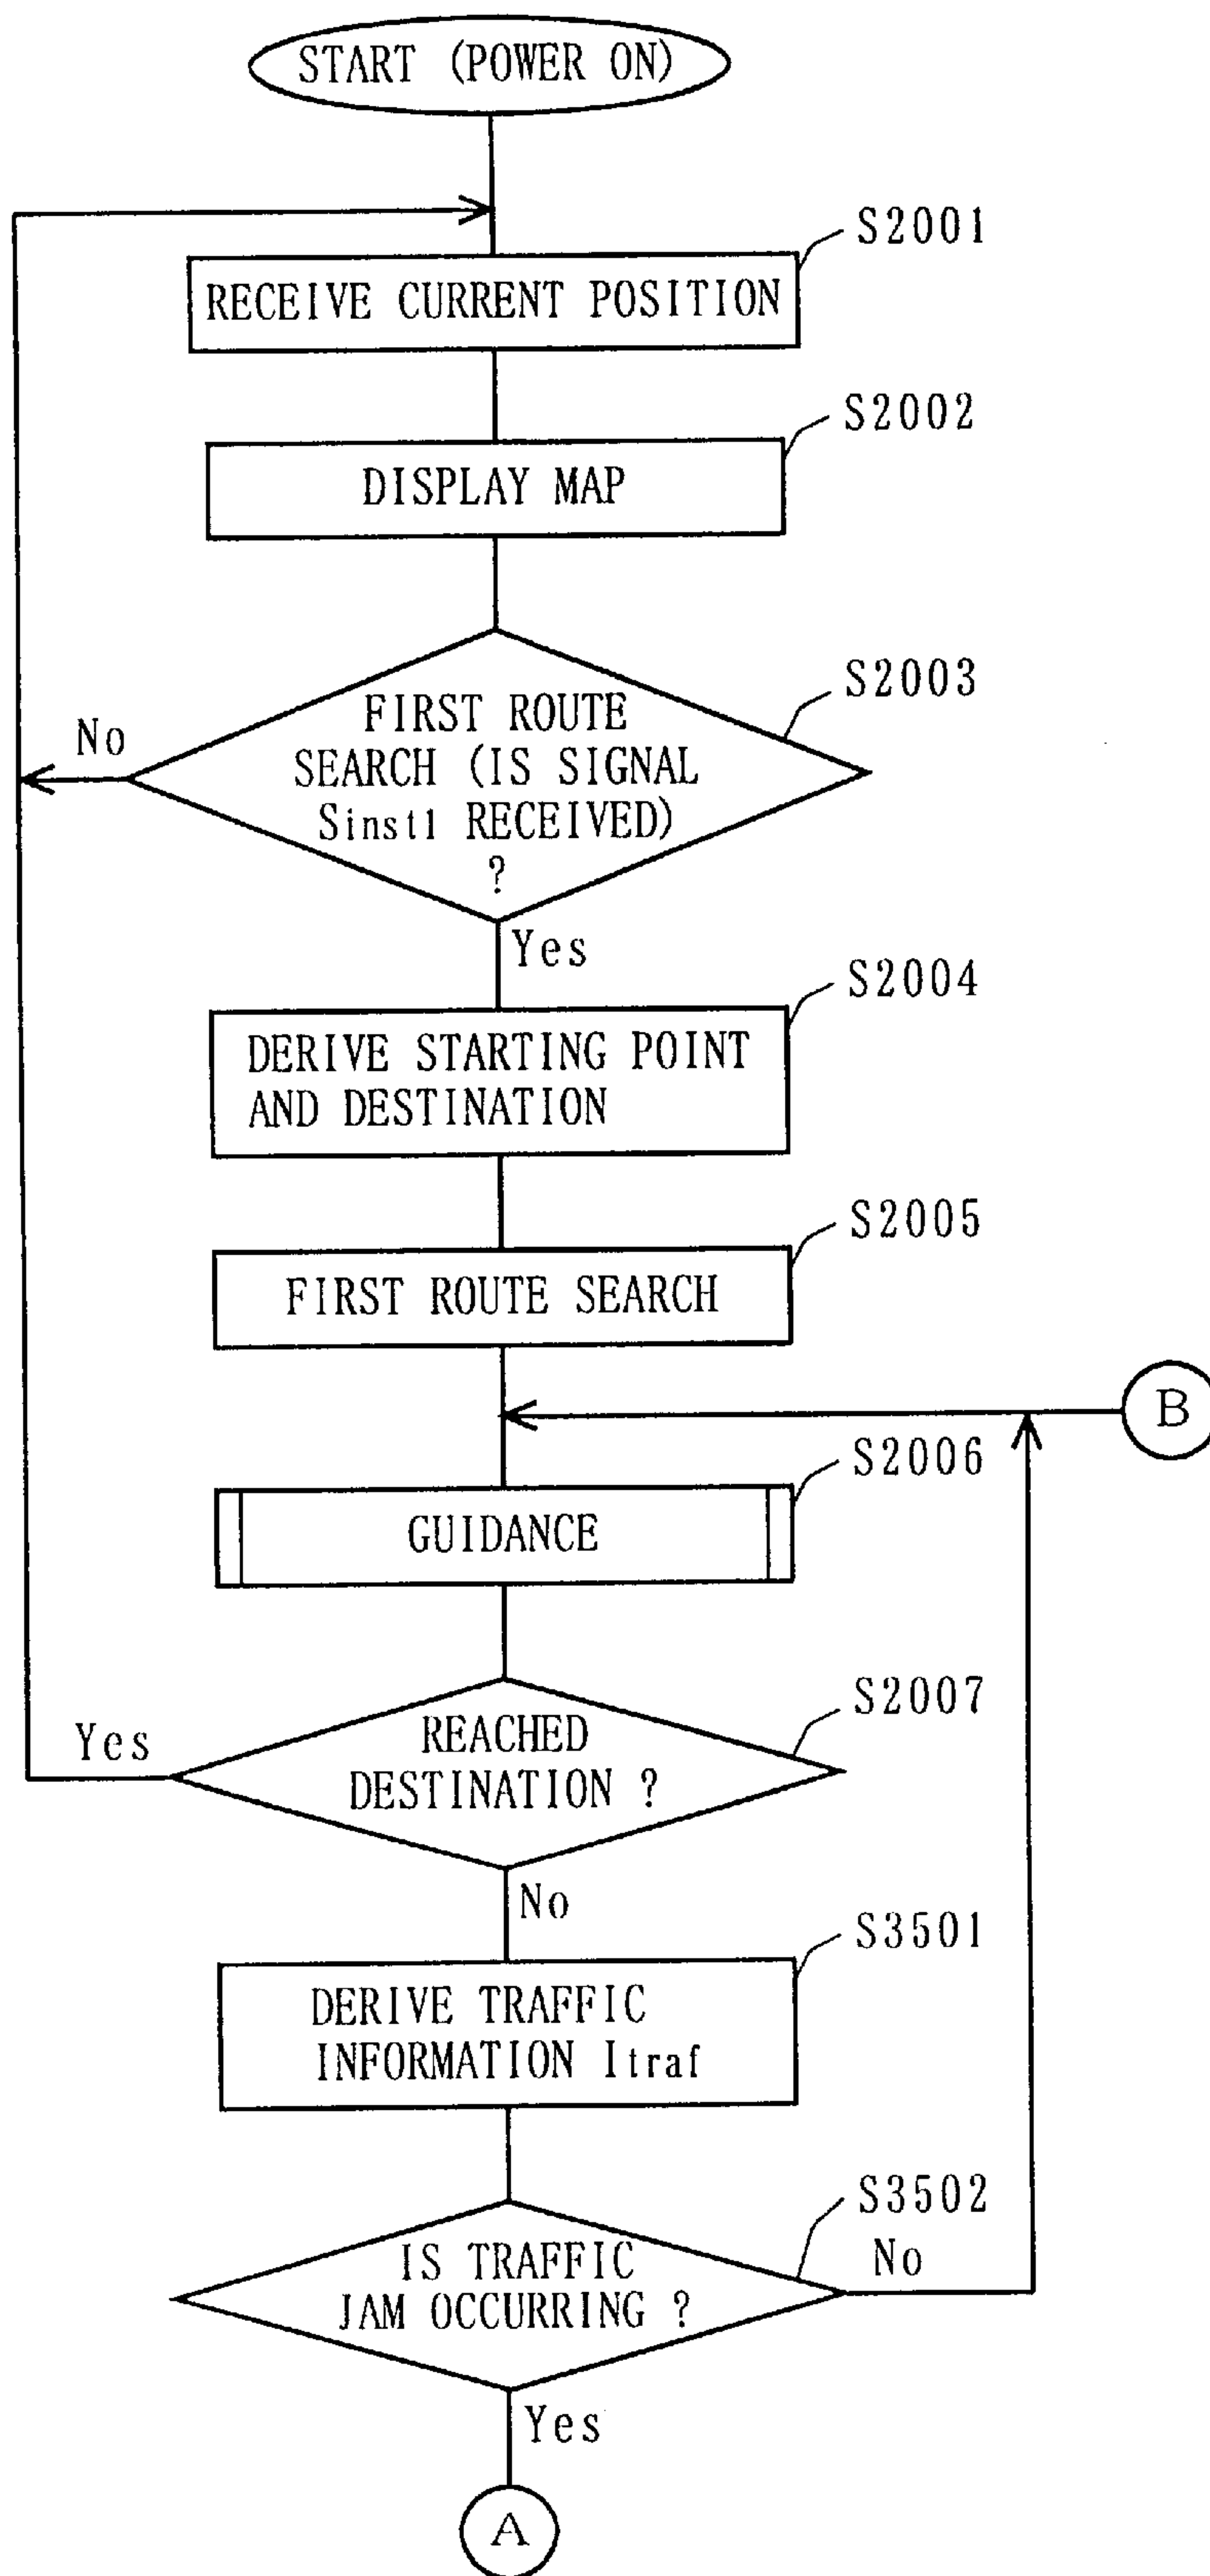 START (POWER ON)
S2001
RECEIVE CURRENT POSITION
S2002
DISPLAY MAP
S2003
FIRST ROUTE
SEARCH (IS SIGNAL
Sinst1 RECEIVED)
?
No
Yes
S2004
DERIVE STARTING POINT
AND DESTINATION
S2005
FIRST ROUTE SEARCH
B
S2006
GUIDANCE
S2007
REACHED
DESTINATION ?
Yes
No
S3501
DERIVE TRAFFIC
INFORMATION Itraf
S3502
IS TRAFFIC
JAM OCCURRING ?
No
Yes
A